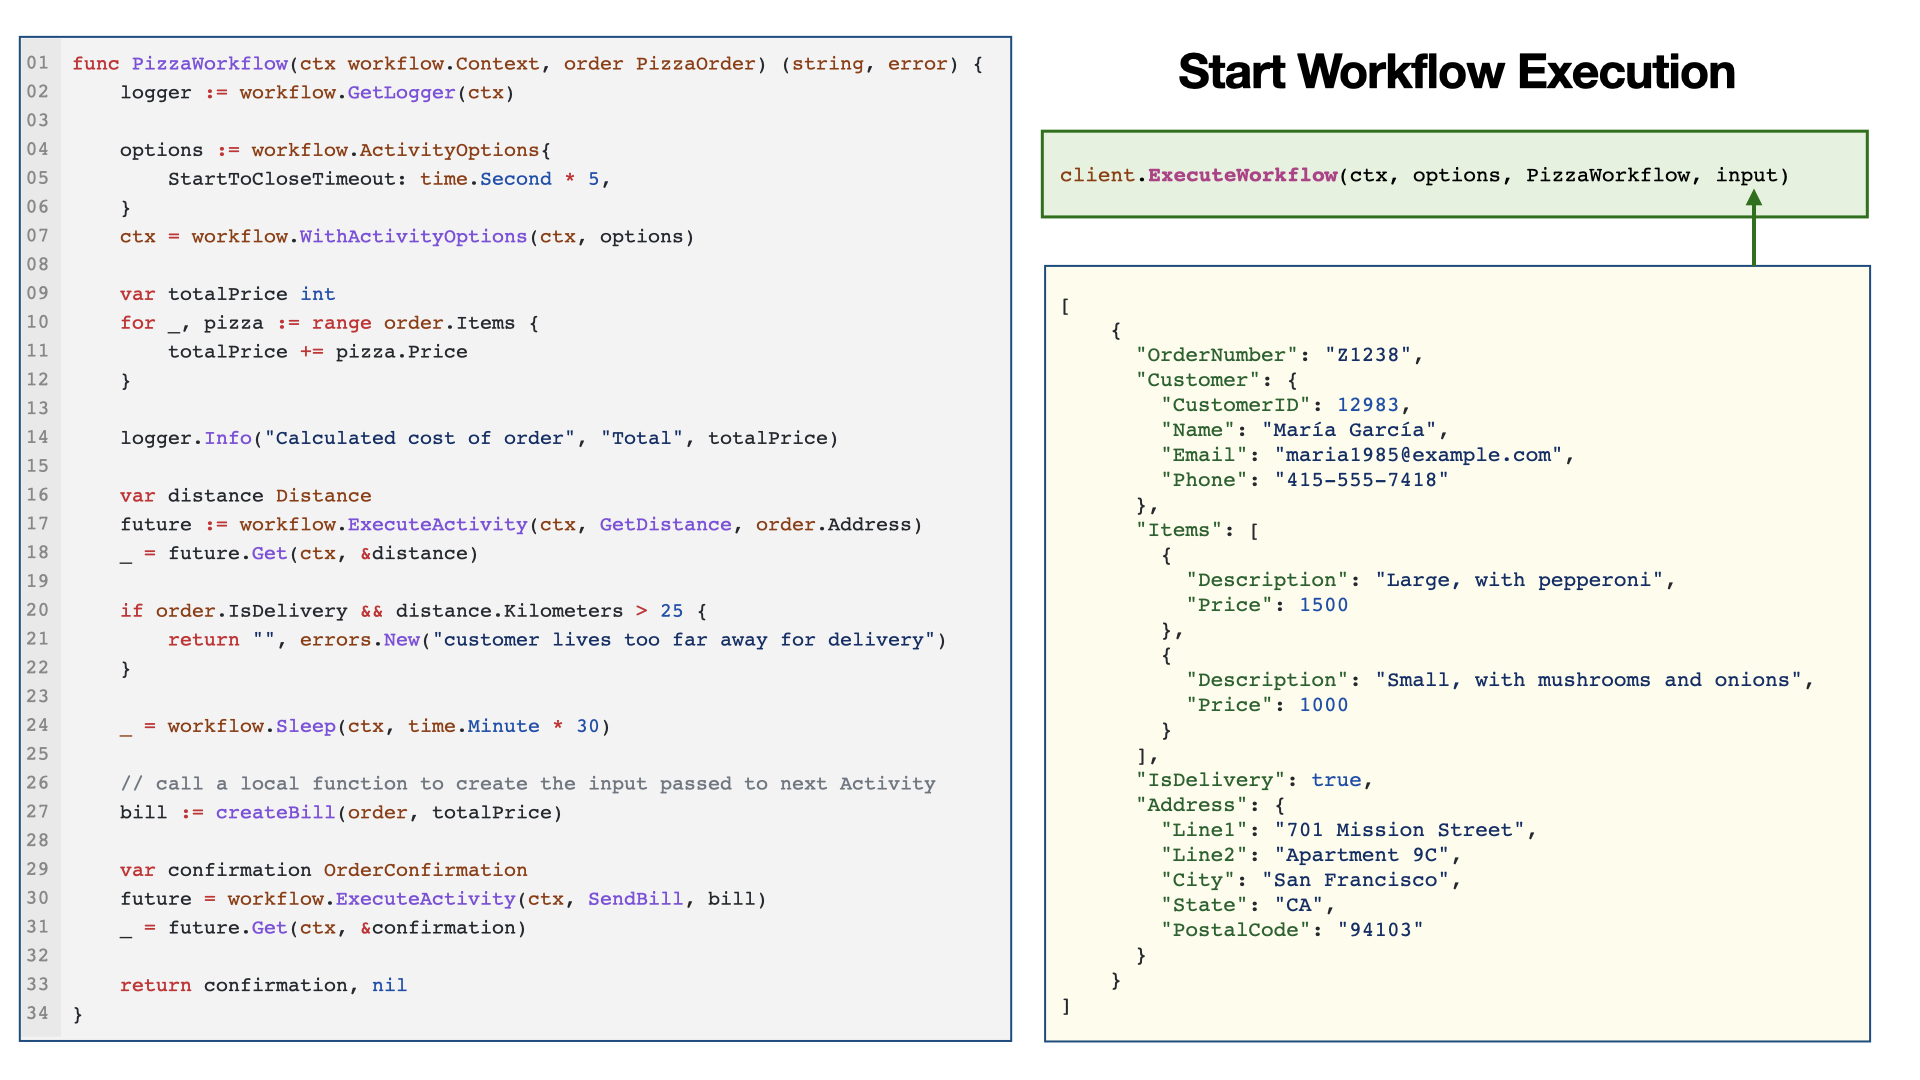 01 func PizzaWorkflow(ctx workflow.Context, order PizzaOrder) (string, error) {
02     logger := workflow.GetLogger(ctx)
03
04     options := workflow.ActivityOptions{
05         StartToCloseTimeout: time.Second * 5,
06     }
07     ctx = workflow.WithActivityOptions(ctx, options)
08
09     var totalPrice int
10     for _, pizza := range order.Items {
11         totalPrice += pizza.Price
12     }
13
14     logger.Info("Calculated cost of order", "Total", totalPrice)
15
16     var distance Distance
17     future := workflow.ExecuteActivity(ctx, GetDistance, order.Address)
18     _ = future.Get(ctx, &distance)
19
20     if order.IsDelivery && distance.Kilometers > 25 {
21         return "", errors.New("customer lives too far away for delivery")
22     }
23
24     _ = workflow.Sleep(ctx, time.Minute * 30)
25
26     // call a local function to create the input passed to next Activity
27     bill := createBill(order, totalPrice)
28
29     var confirmation OrderConfirmation
30     future = workflow.ExecuteActivity(ctx, SendBill, bill)
31     _ = future.Get(ctx, &confirmation)
32
33     return confirmation, nil
34 }
Start Workflow Execution
client.ExecuteWorkflow(ctx, options, PizzaWorkflow, input)
[
    {
      "OrderNumber": "Z1238",
      "Customer": {
        "CustomerID": 12983,
        "Name": "María García",
        "Email": "maria1985@example.com",
        "Phone": "415-555-7418"
      },
      "Items": [
        {
          "Description": "Large, with pepperoni",
          "Price": 1500
        },
        {
          "Description": "Small, with mushrooms and onions",
          "Price": 1000
        }
      ],
      "IsDelivery": true,
      "Address": {
        "Line1": "701 Mission Street",
        "Line2": "Apartment 9C",
        "City": "San Francisco",
        "State": "CA",
        "PostalCode": "94103"
      }
    }
]